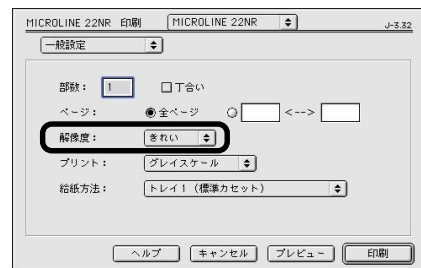 MICROLINE 22NR 印刷 MICROLINE 22NR J-3.32
一般設定
部数： 1 丁合い
ページ： 全ページ <-->
解像度： きれい
プリント： グレイスケール
給紙方法： トレイ1（標準カセット）
ヘルプ キャンセル プレビュー 印刷